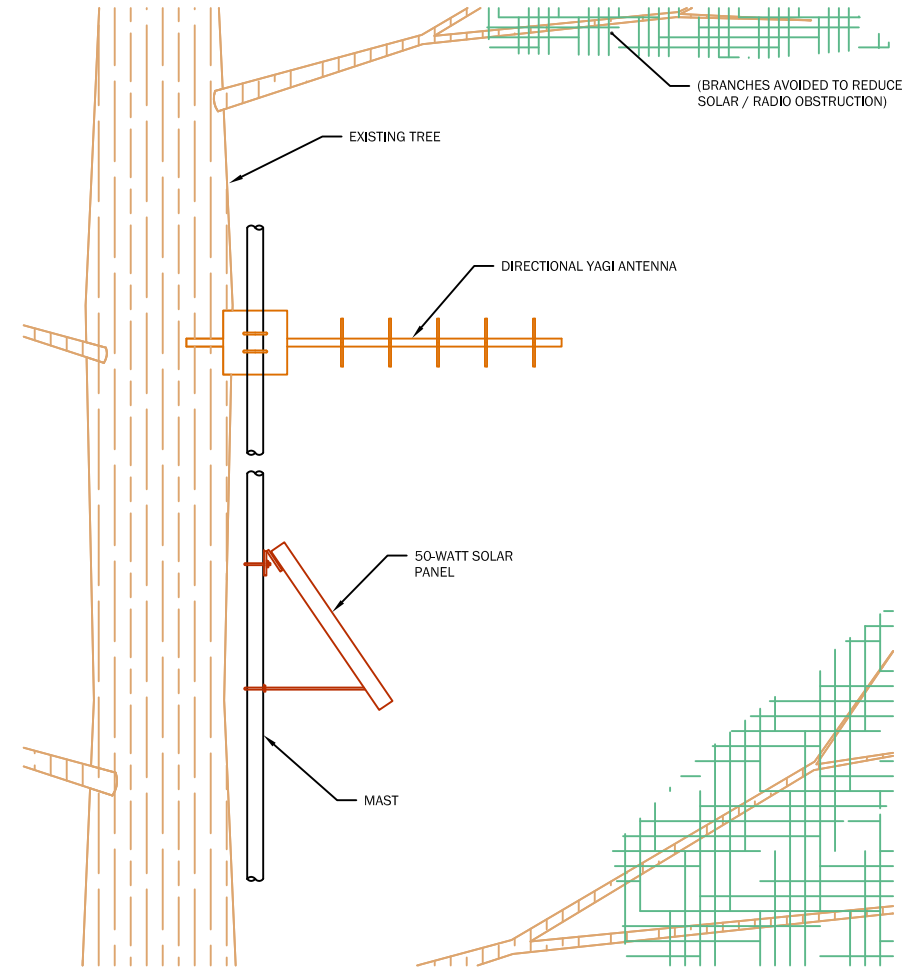 (BRANCHES AVOIDED TO REDUCE
SOLAR / RADIO OBSTRUCTION)
EXISTING TREE
DIRECTIONAL YAGI ANTENNA
50-WATT SOLAR
PANEL
MAST